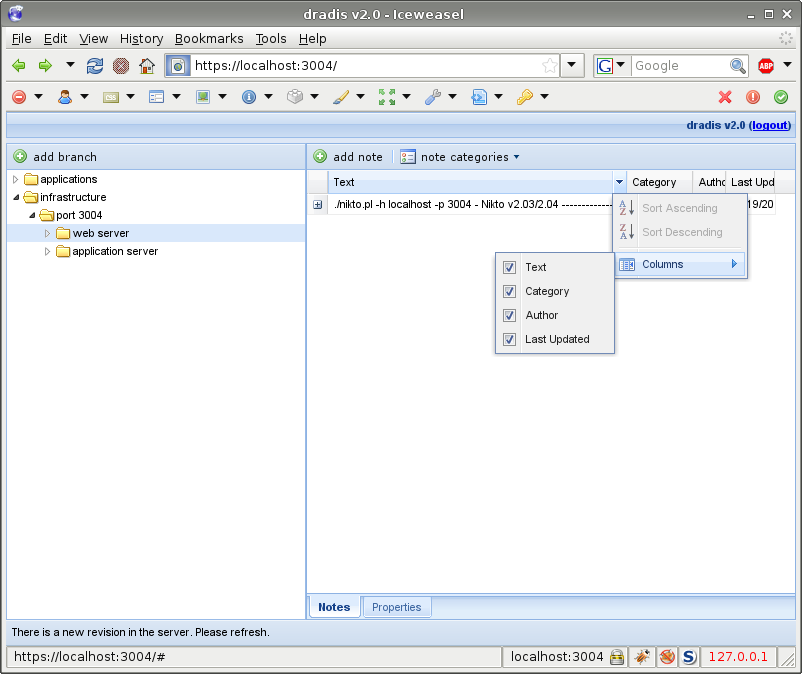 dradis v2.0 - Iceweasel
File Edit View History Bookmarks Tools Help
https://localhost:3004/
G Google
ABP
dradis v2.0 (logout)
add branch
add note note categories
applications
infrastructure
port 3004
web server
application server
Text Category Autho Last Upd
./nikto.pl -h localhost -p 3004 - Nikto v2.03/2.04 ------------- 19/20
Sort Ascending
Sort Descending
Columns
Text
Category
Author
Last Updated
Notes Properties
There is a new revision in the server. Please refresh.
https://localhost:3004/# localhost:3004 S 127.0.0.1